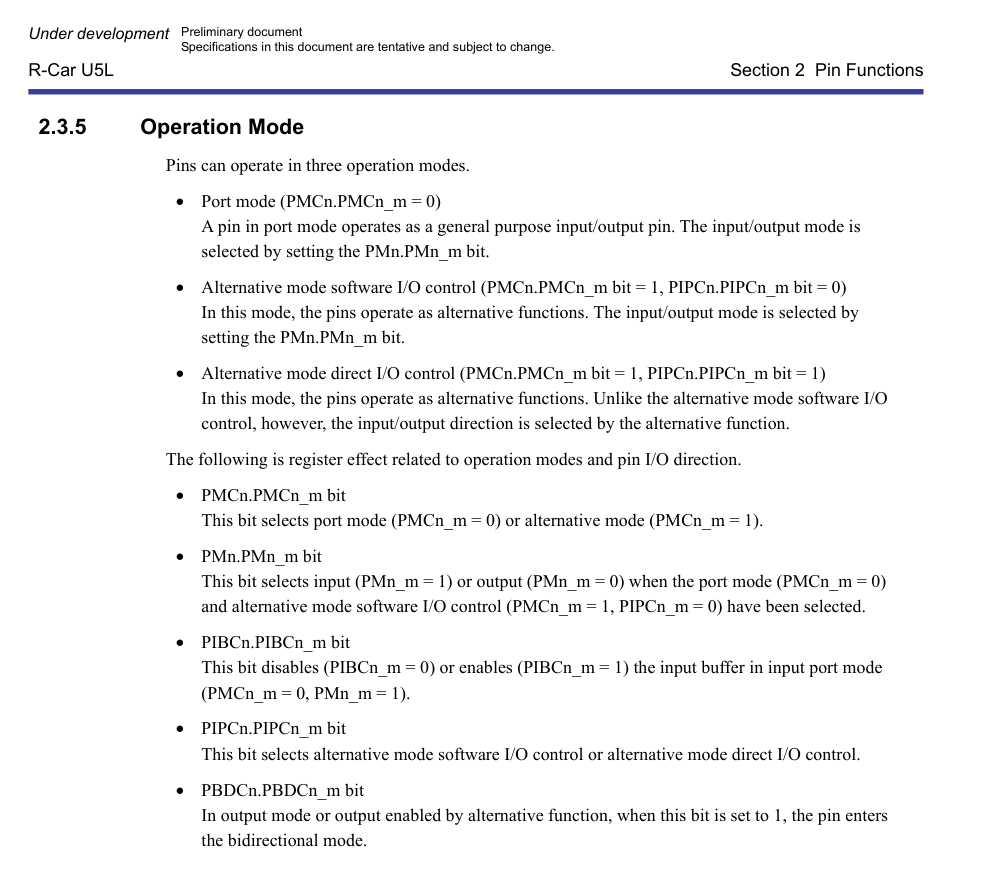 Under development Preliminary document
Specifications in this document are tentative and subject to change.
R-Car U5L Section 2 Pin Functions
2.3.5 Operation Mode
Pins can operate in three operation modes.
• Port mode (PMCn.PMCn_m = 0)
A pin in port mode operates as a general purpose input/output pin. The input/output mode is
selected by setting the PMn.PMn_m bit.
• Alternative mode software I/O control (PMCn.PMCn_m bit = 1, PIPCn.PIPCn_m bit = 0)
In this mode, the pins operate as alternative functions. The input/output mode is selected by
setting the PMn.PMn_m bit.
• Alternative mode direct I/O control (PMCn.PMCn_m bit = 1, PIPCn.PIPCn_m bit = 1)
In this mode, the pins operate as alternative functions. Unlike the alternative mode software I/O
control, however, the input/output direction is selected by the alternative function.
The following is register effect related to operation modes and pin I/O direction.
• PMCn.PMCn_m bit
This bit selects port mode (PMCn_m = 0) or alternative mode (PMCn_m = 1).
• PMn.PMn_m bit
This bit selects input (PMn_m = 1) or output (PMn_m = 0) when the port mode (PMCn_m = 0)
and alternative mode software I/O control (PMCn_m = 1, PIPCn_m = 0) have been selected.
• PIBCn.PIBCn_m bit
This bit disables (PIBCn_m = 0) or enables (PIBCn_m = 1) the input buffer in input port mode
(PMCn_m = 0, PMn_m = 1).
• PIPCn.PIPCn_m bit
This bit selects alternative mode software I/O control or alternative mode direct I/O control.
• PBDCn.PBDCn_m bit
In output mode or output enabled by alternative function, when this bit is set to 1, the pin enters
the bidirectional mode.